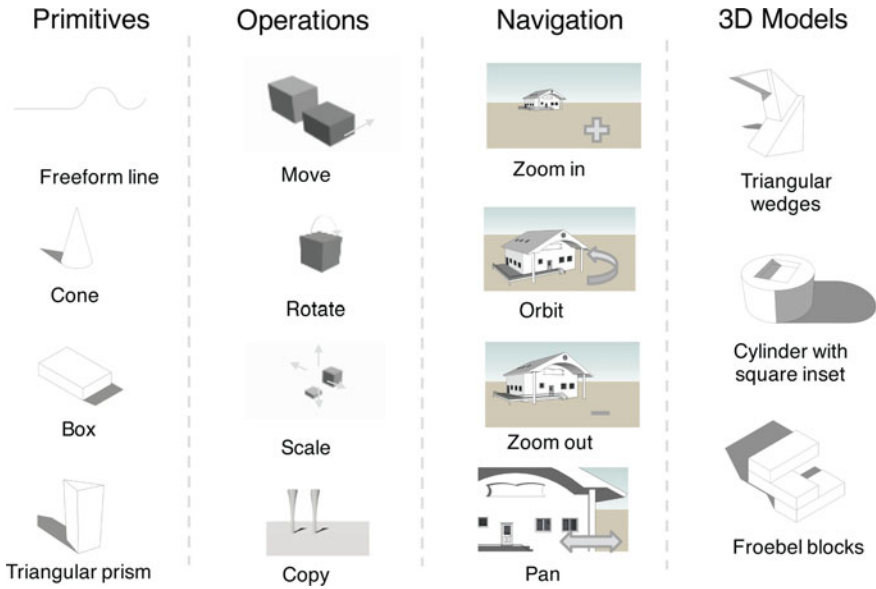 Primitives
Freeform line
Cone
Box
Triangular prism
Operations
Move
Rotate
Scale
Copy
Navigation
Zoom in
Orbit
Zoom out
Pan
3D Models
Triangular
wedges
Cylinder with
square inset
Froebel blocks